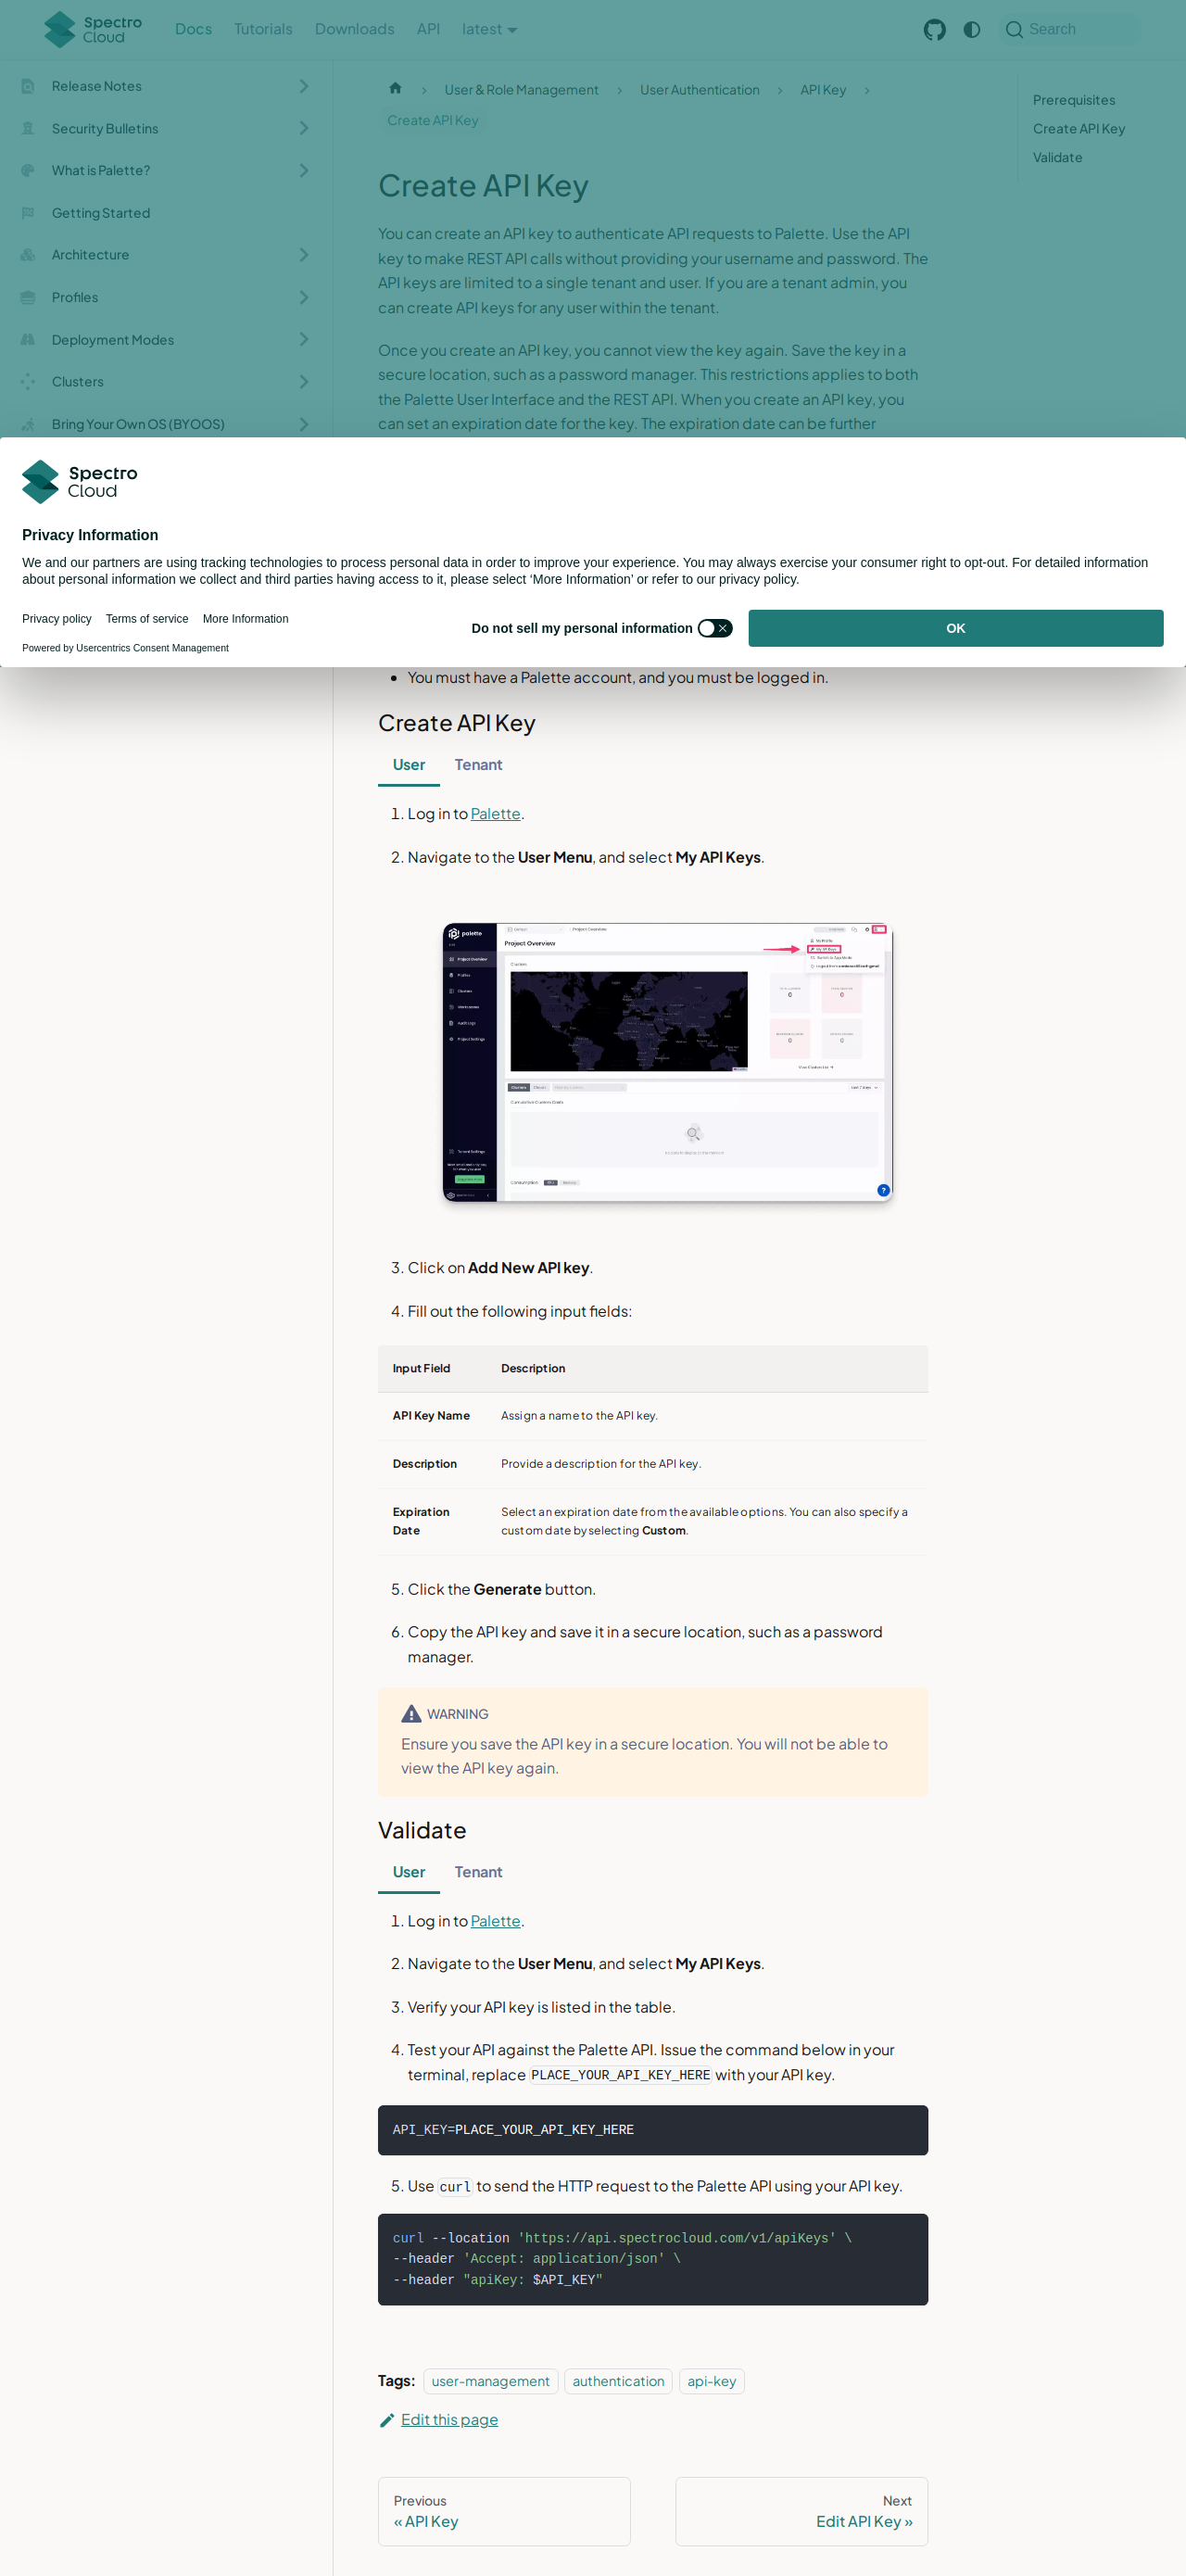 Spectro
Cloud
Docs
Tutorials
Downloads
API
latest
Search
Release Notes
Security Bulletins
What is Palette?
Getting Started
Architecture
Profiles
Deployment Modes
Clusters
Bring Your Own OS (BYOOS)
User & Role Management
User Authentication
API Key
Create API Key
Prerequisites
Create API Key
Validate
Create API Key
You can create an API key to authenticate API requests to Palette. Use the API
key to make REST API calls without providing your username and password. The
API keys are limited to a single tenant and user. If you are a tenant admin, you
can create API keys for any user within the tenant.
Once you create an API key, you cannot view the key again. Save the key in a
secure location, such as a password manager. This restrictions applies to both
the Palette User Interface and the REST API. When you create an API key, you
can set an expiration date for the key. The expiration date can be further
Spectro
Cloud
Privacy Information
We and our partners are using tracking technologies to process personal data in order to improve your experience. You may always exercise your consumer right to opt-out. For detailed information
about personal information we collect and third parties having access to it, please select ‘More Information’ or refer to our privacy policy.
Privacy policy
Terms of service
More Information
Do not sell my personal information
OK
Powered by Usercentrics Consent Management
• You must have a Palette account, and you must be logged in.
Create API Key
User
Tenant
1. Log in to Palette.
2. Navigate to the User Menu, and select My API Keys.
palette
Project Overview
Project Overview
Profiles
Clusters
Audit Logs
Project Settings
Tenant Settings
3. Click on Add New API key.
4. Fill out the following input fields:
Input Field
Description
API Key Name
Assign a name to the API key.
Description
Provide a description for the API key.
Expiration
Date
Select an expiration date from the available options. You can also specify a
custom date by selecting Custom.
5. Click the Generate button.
6. Copy the API key and save it in a secure location, such as a password
manager.
WARNING
Ensure you save the API key in a secure location. You will not be able to
view the API key again.
Validate
User
Tenant
1. Log in to Palette.
2. Navigate to the User Menu, and select My API Keys.
3. Verify your API key is listed in the table.
4. Test your API against the Palette API. Issue the command below in your
terminal, replace PLACE_YOUR_API_KEY_HERE with your API key.
API_KEY=PLACE_YOUR_API_KEY_HERE
5. Use curl to send the HTTP request to the Palette API using your API key.
curl --location 'https://api.spectrocloud.com/v1/apiKeys' \
--header 'Accept: application/json' \
--header "apiKey: $API_KEY"
Tags:
user-management
authentication
api-key
Edit this page
Previous
« API Key
Next
Edit API Key »